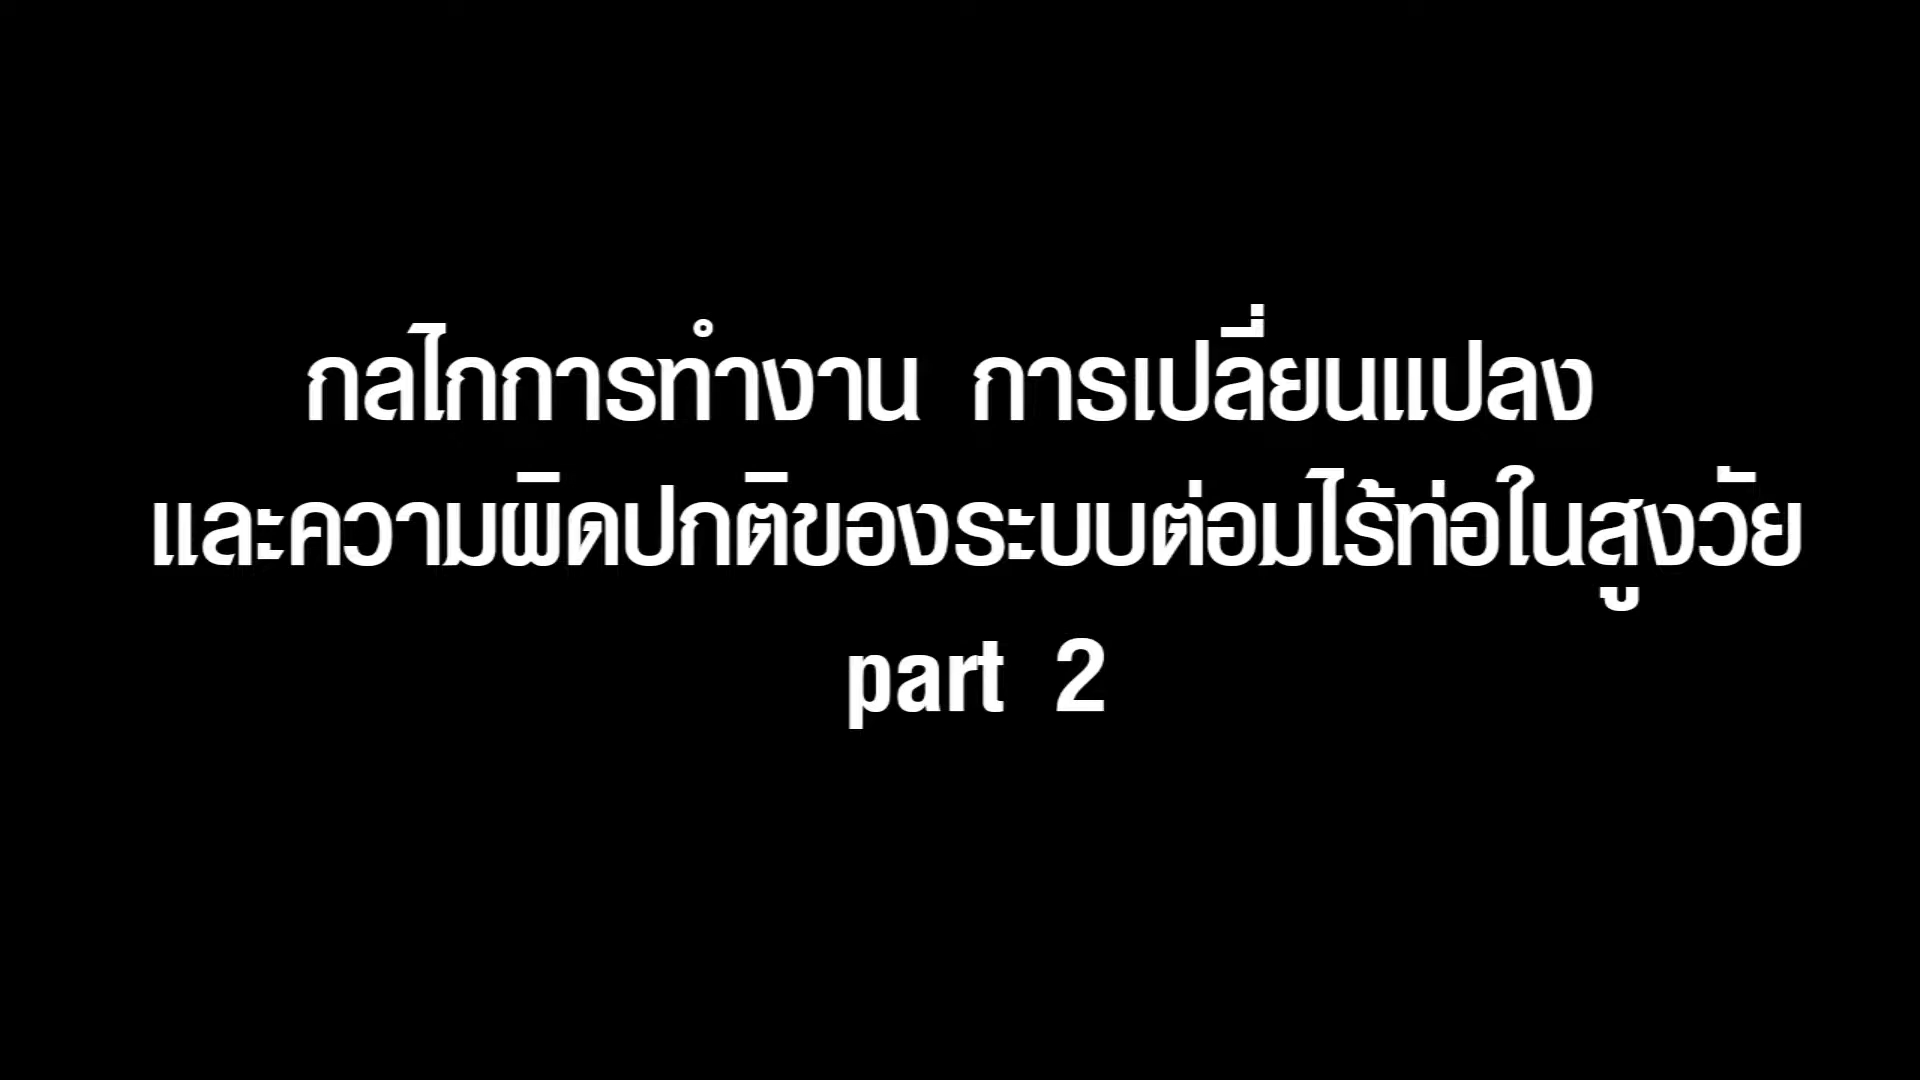 กลไกการทำงาน การเปลี่ยนแปลง
และความผิดปกติของระบบต่อมไร้ท่อในสูงวัย
part 2